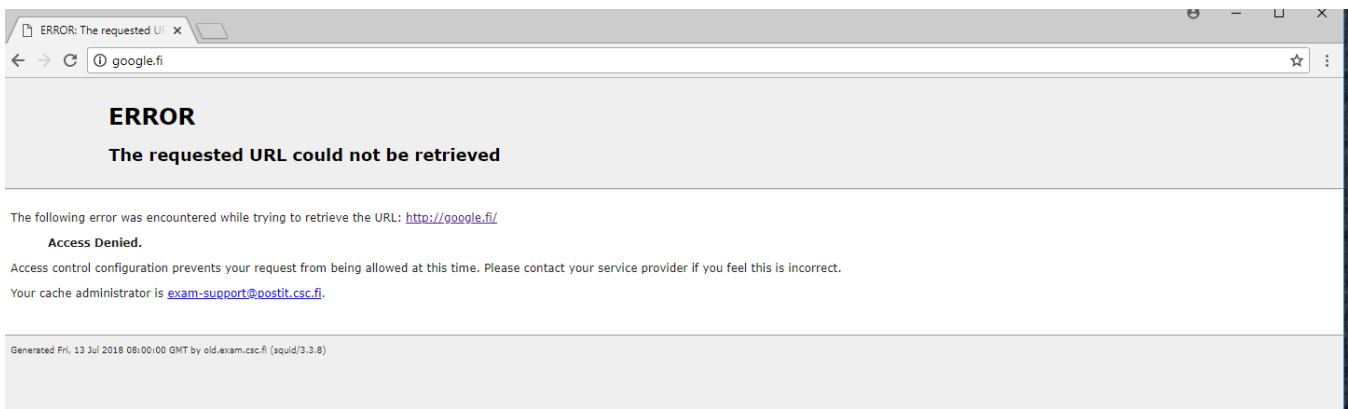 ERROR: The requested U
google.fi
ERROR
The requested URL could not be retrieved
The following error was encountered while trying to retrieve the URL: http://google.fi/
Access Denied.
Access control configuration prevents your request from being allowed at this time. Please contact your service provider if you feel this is incorrect.
Your cache administrator is exam-support@postit.csc.fi.
Generated Fri, 13 Jul 2018 08:00:00 GMT by old.exam.csc.fi (squid/3.3.8)